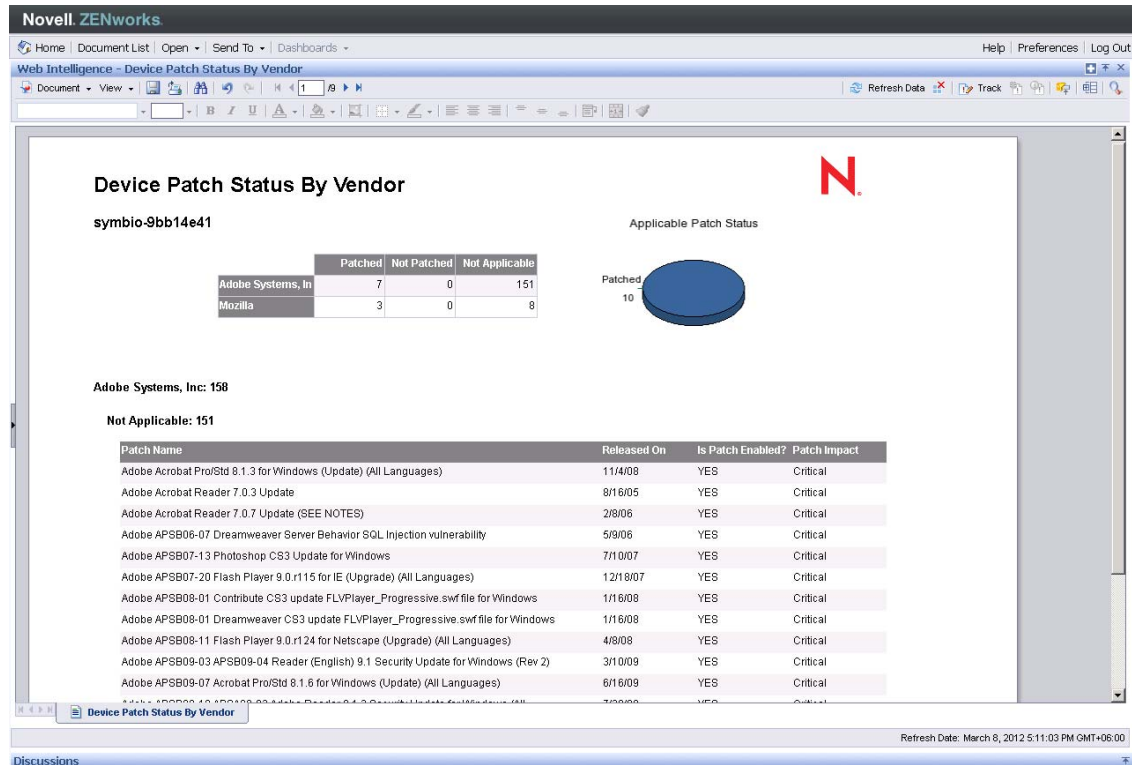 Novell. ZENworks.
Home | Document List | Open | Send To | Dashboards
Help | Preferences | Log Out
Web Intelligence - Device Patch Status By Vendor
Document View 1 /9
Refresh Data Track
B I U A
Device Patch Status By Vendor
N.
symbio-9bb14e41
Applicable Patch Status
Patched Not Patched Not Applicable
Adobe Systems, In 7 0 151
Mozilla 3 0 8
Patched
10
Adobe Systems, Inc: 158
Not Applicable: 151
Patch Name Released On Is Patch Enabled? Patch Impact
Adobe Acrobat Pro/Std 8.1.3 for Windows (Update) (All Languages) 11/4/08 YES Critical
Adobe Acrobat Reader 7.0.3 Update 8/16/05 YES Critical
Adobe Acrobat Reader 7.0.7 Update (SEE NOTES) 2/8/06 YES Critical
Adobe APSB06-07 Dreamweaver Server Behavior SQL Injection vulnerability 5/9/06 YES Critical
Adobe APSB07-13 Photoshop CS3 Update for Windows 7/10/07 YES Critical
Adobe APSB07-20 Flash Player 9.0.r115 for IE (Upgrade) (All Languages) 12/18/07 YES Critical
Adobe APSB08-01 Contribute CS3 update FLVPlayer_Progressive.swf file for Windows 1/16/08 YES Critical
Adobe APSB08-01 Dreamweaver CS3 update FLVPlayer_Progressive.swf file for Windows 1/16/08 YES Critical
Adobe APSB08-11 Flash Player 9.0.r124 for Netscape (Upgrade) (All Languages) 4/8/08 YES Critical
Adobe APSB09-03 APSB09-04 Reader (English) 9.1 Security Update for Windows (Rev 2) 3/10/09 YES Critical
Adobe APSB09-07 Acrobat Pro/Std 8.1.6 for Windows (Update) (All Languages) 6/16/09 YES Critical
Device Patch Status By Vendor
Refresh Date: March 8, 2012 5:11:03 PM GMT+06:00
Discussions